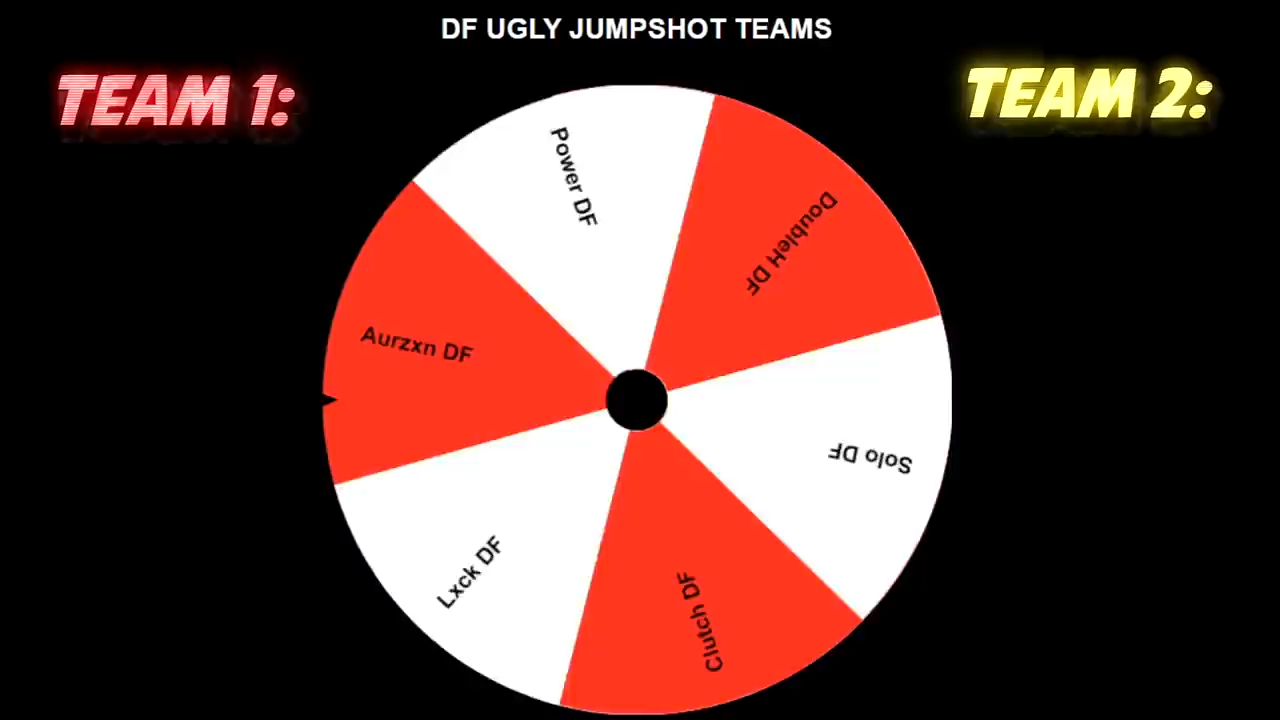 DF UGLY JUMPSHOT TEAMS
TEAM 1:
TEAM 2:
Power DF
DoubleH DF
Aurzxn DF
Solo DF
Lxck DF
Clutch DF